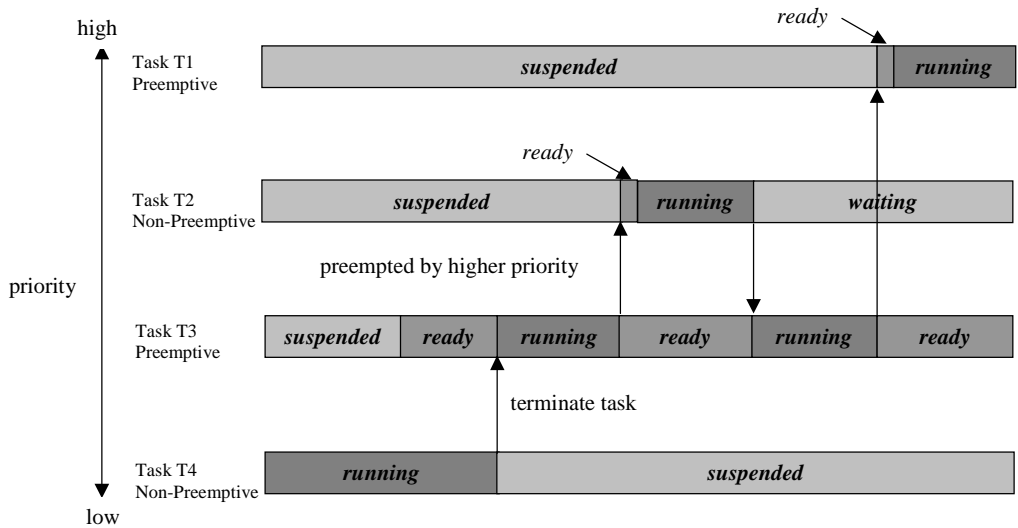 ready
high
Task T1
Preemptive
suspended
running
ready
Task T2
Non-Preemptive
suspended
running
waiting
preempted by higher priority
priority
Task T3
Preemptive
suspended
ready
running
ready
running
ready
terminate task
Task T4
Non-Preemptive
running
suspended
low